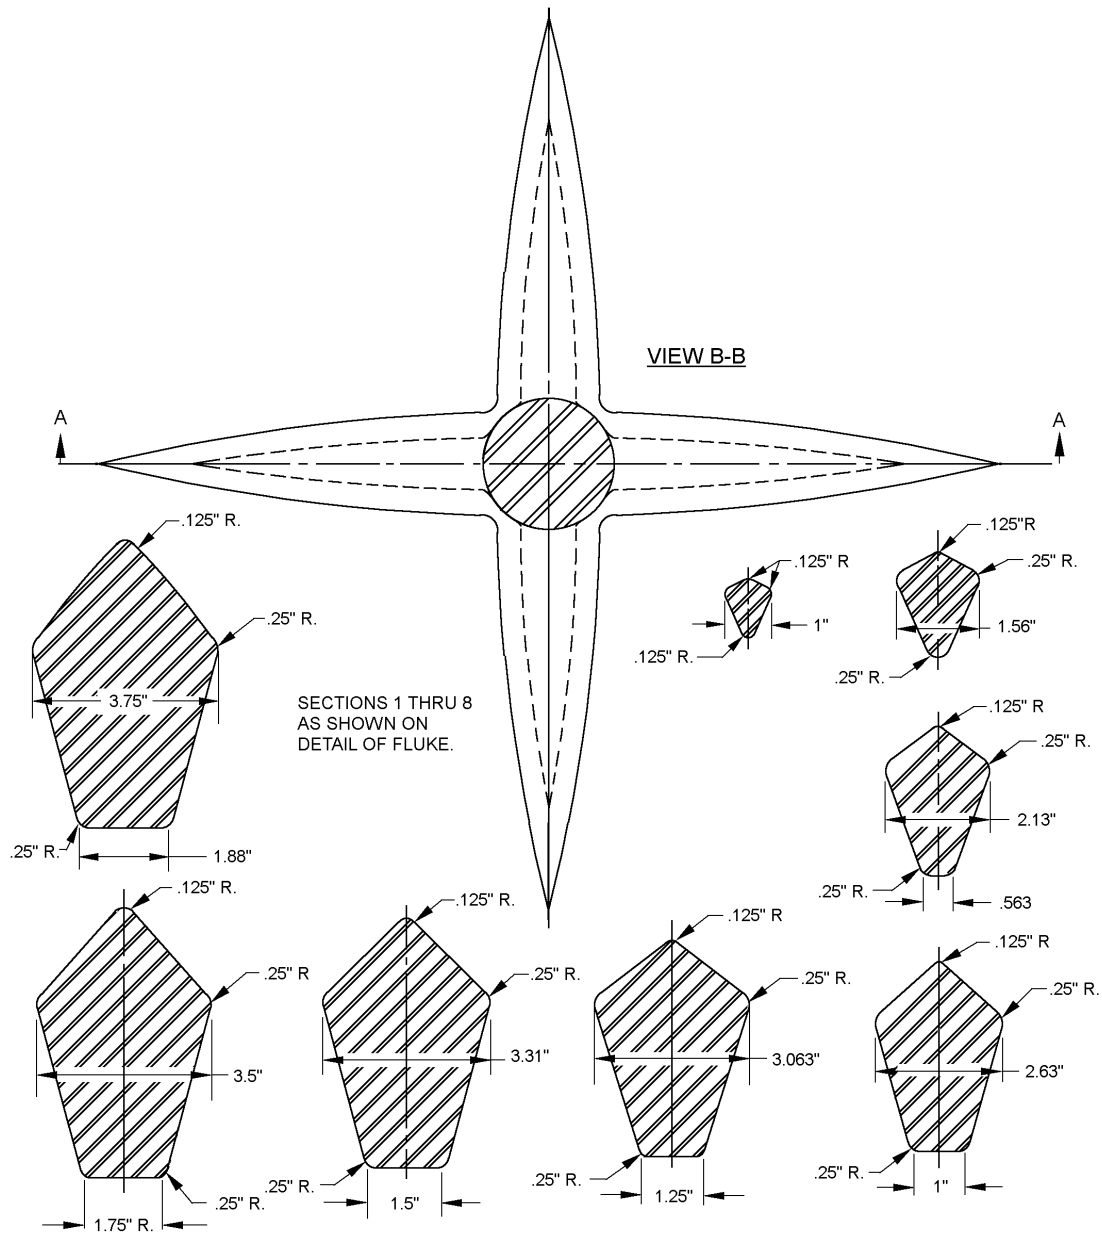 VIEW B-B
A
A
.125" R.
.25" R.
3.75"
.25" R.
1.88"
SECTIONS 1 THRU 8
AS SHOWN ON
DETAIL OF FLUKE.
.125" R
1"
.125" R.
.125"R
.25" R.
1.56"
.25" R.
.125" R
.25" R.
2.13"
.25" R.
.563
.125" R.
.25" R
3.5"
.25" R.
1.75" R.
.125" R.
.25" R.
3.31"
.25" R.
1.5"
.125" R
.25" R.
3.063"
.25" R.
1.25"
.125" R
.25" R.
2.63"
.25" R.
1"